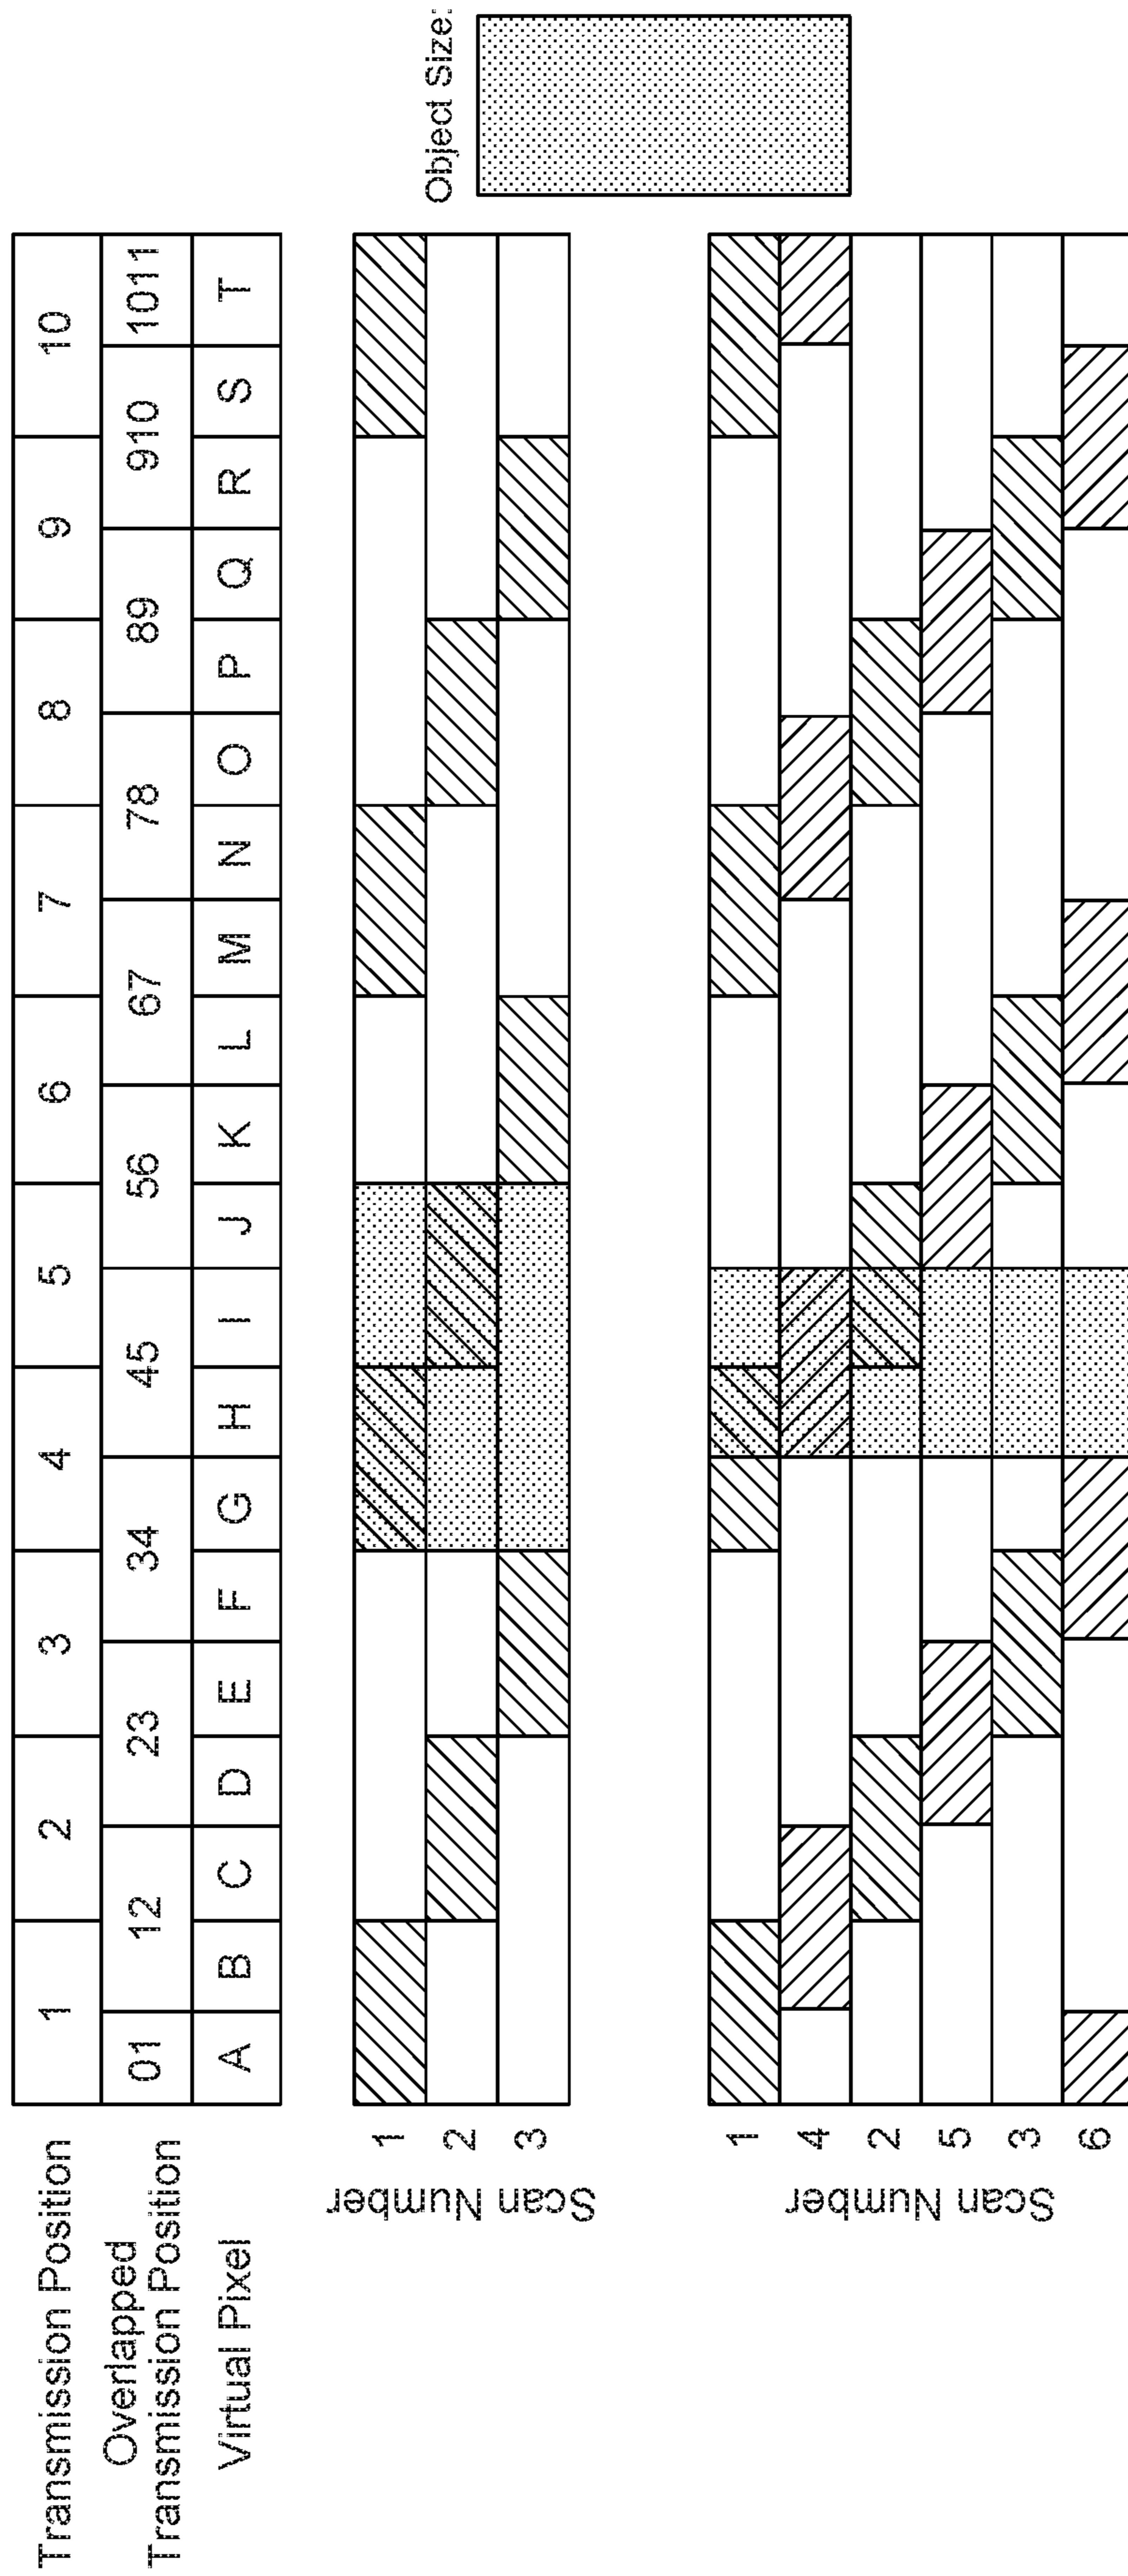 Transmission Position 1 2 3 4 5 6 7 8 9 10
Overlapped
Transmission Position 01 12 23 34 45 56 67 78 89 910 1011
Virtual Pixel A B C D E F G H I J K L M N O P Q R S T
Scan Number
1
2
3
Object Size:
Scan Number
1
4
2
5
3
6